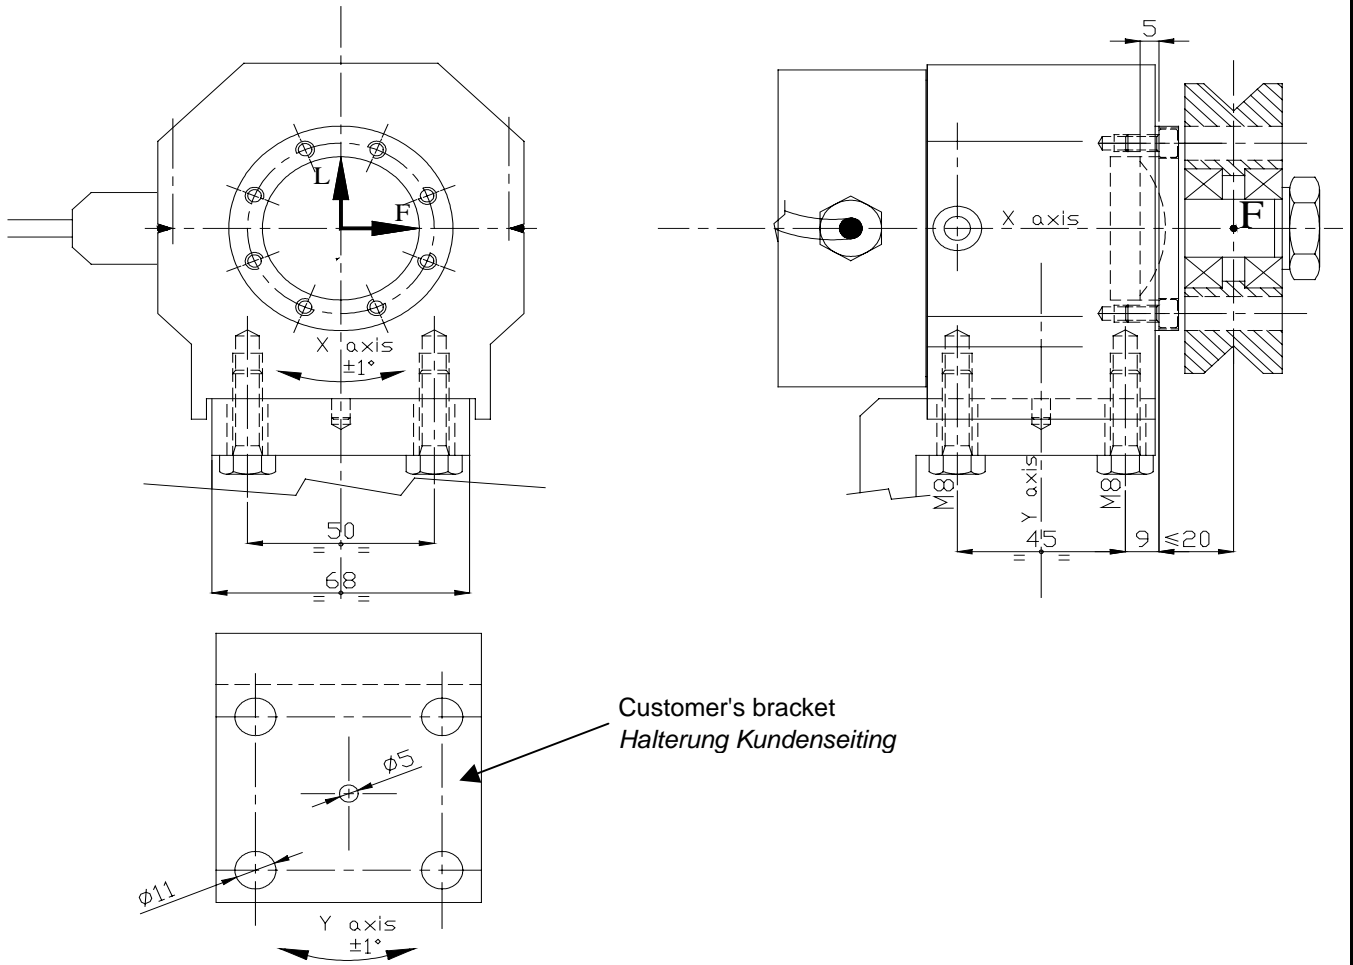 L
F
X axis
±1°
50
= =
68
= =
5
X axis
F
M8
Y axis
M8
45
= =
9
≤20
Customer's bracket
Halterung Kundenseiting
ø5
ø11
Y axis
±1°